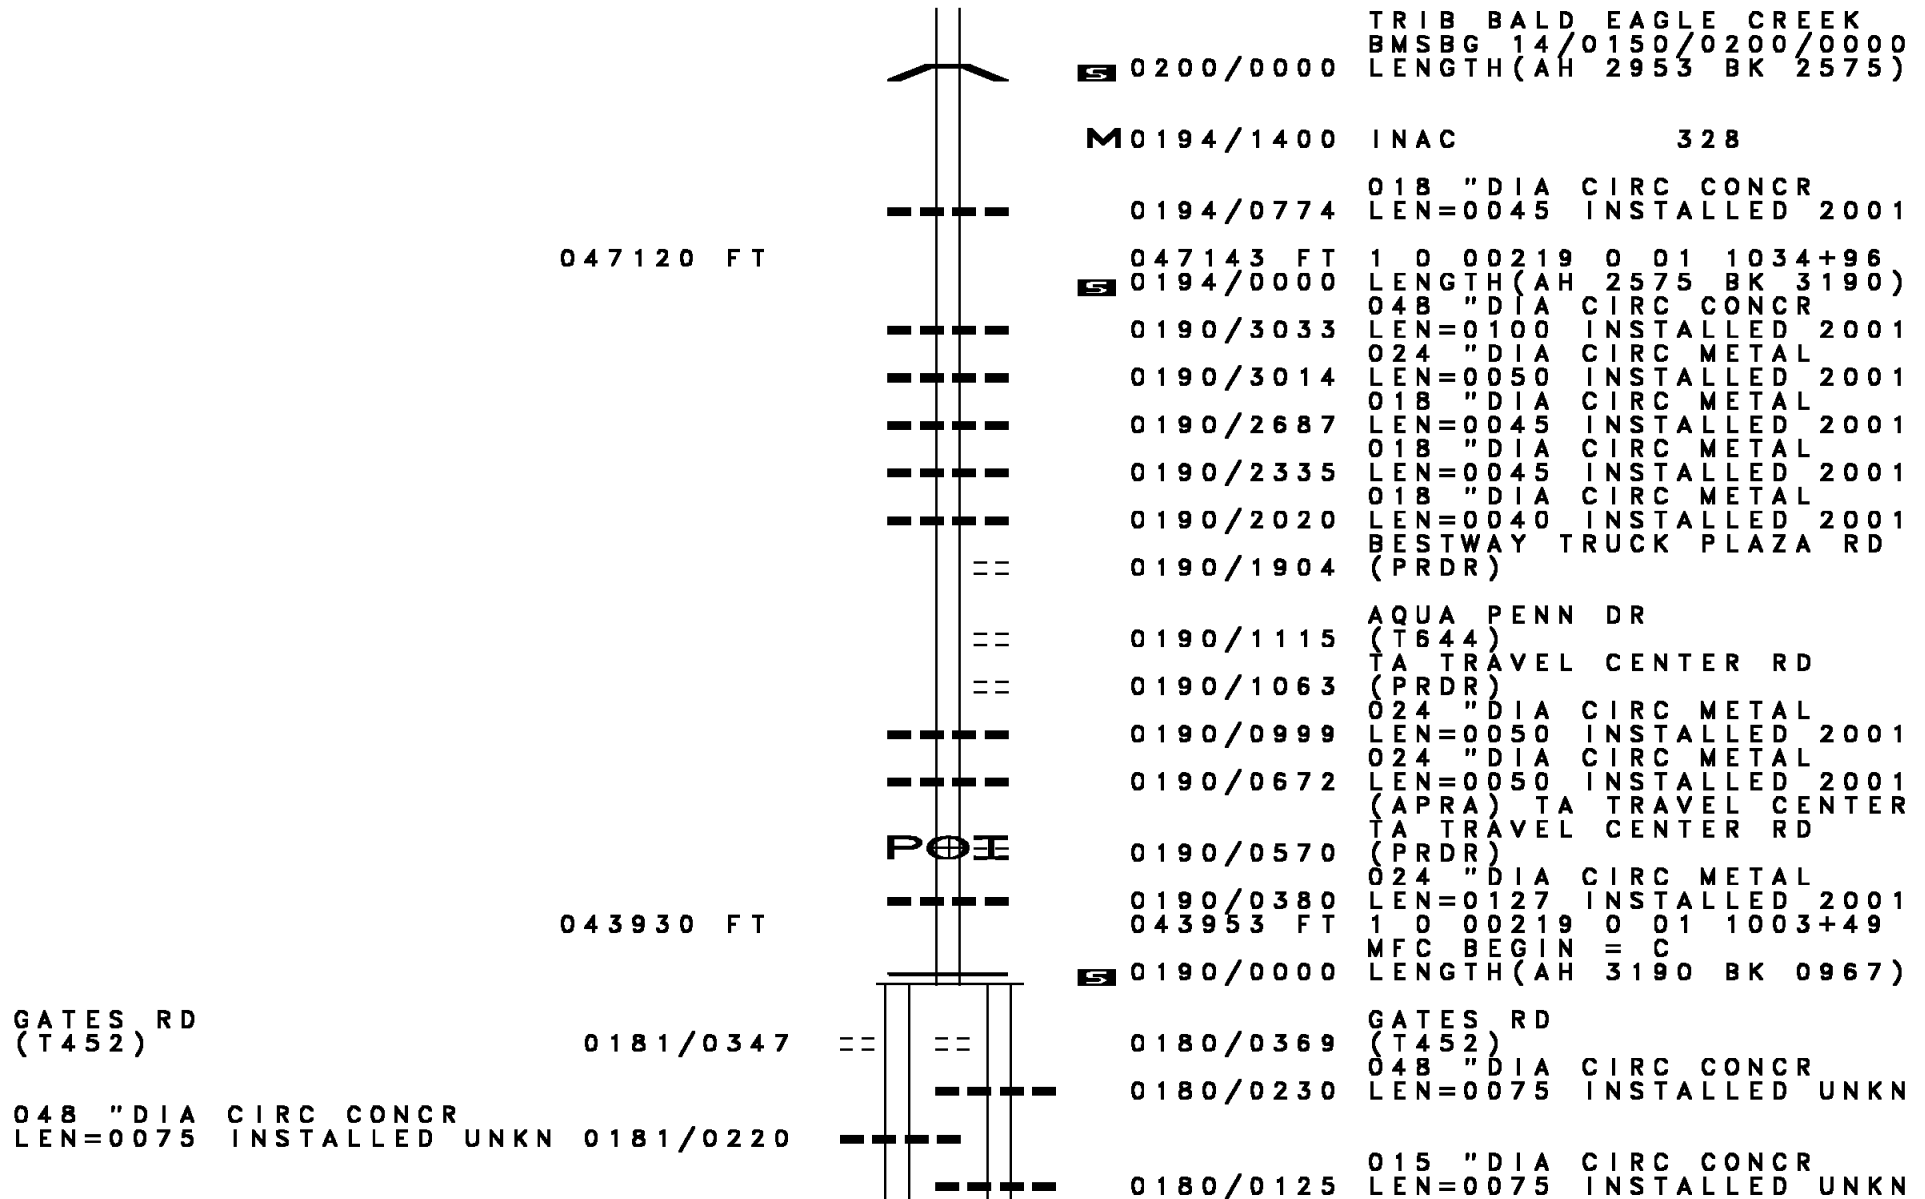 TRIB BALD EAGLE CREEK
BMSBG 14/0150/0200/0000
S 0200/0000 LENGTH(AH 2953 BK 2575)
M 0194/1400 INAC 328
018 "DIA CIRC CONCR
0194/0774 LEN=0045 INSTALLED 2001
047120 FT 047143 FT 1 0 00219 0 01 1034+96
S 0194/0000 LENGTH(AH 2575 BK 3190)
048 "DIA CIRC CONCR
0190/3033 LEN=0100 INSTALLED 2001
024 "DIA CIRC METAL
0190/3014 LEN=0050 INSTALLED 2001
018 "DIA CIRC METAL
0190/2687 LEN=0045 INSTALLED 2001
018 "DIA CIRC METAL
0190/2335 LEN=0045 INSTALLED 2001
018 "DIA CIRC METAL
0190/2020 LEN=0040 INSTALLED 2001
BESTWAY TRUCK PLAZA RD
0190/1904 (PRDR)
AQUA PENN DR
0190/1115 (T644)
TA TRAVEL CENTER RD
0190/1063 (PRDR)
024 "DIA CIRC METAL
0190/0999 LEN=0050 INSTALLED 2001
024 "DIA CIRC METAL
0190/0672 LEN=0050 INSTALLED 2001
(APRA) TA TRAVEL CENTER
TA TRAVEL CENTER RD
POI 0190/0570 (PRDR)
024 "DIA CIRC METAL
0190/0380 LEN=0127 INSTALLED 2001
043930 FT 043953 FT 1 0 00219 0 01 1003+49
MFC BEGIN = C
S 0190/0000 LENGTH(AH 3190 BK 0967)
GATES RD GATES RD
(T452) 0181/0347 0180/0369 (T452)
048 "DIA CIRC CONCR
0180/0230 LEN=0075 INSTALLED UNKN
048 "DIA CIRC CONCR
LEN=0075 INSTALLED UNKN 0181/0220
015 "DIA CIRC CONCR
0180/0125 LEN=0075 INSTALLED UNKN